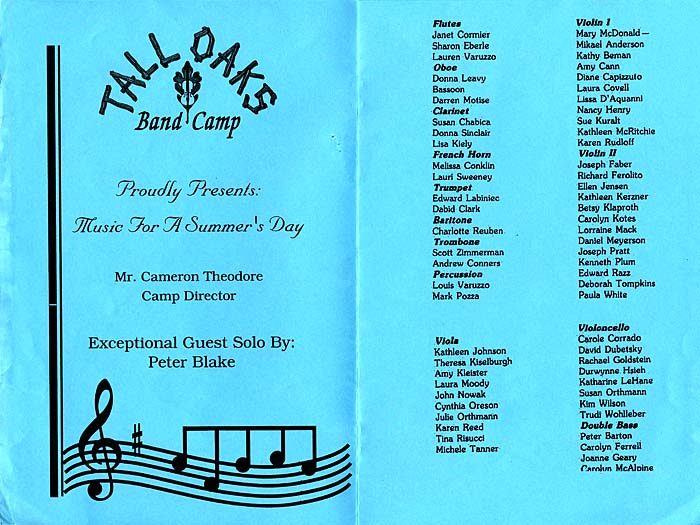 TALL OAKS
Band Camp
Proudly Presents:
Music For A Summer's Day
Mr. Cameron Theodore
Camp Director
Exceptional Guest Solo By:
Peter Blake
Flutes
Janet Cormier
Sharon Eberle
Lauren Varuzzo
Oboe
Donna Leavy
Bassoon
Darren Motise
Clarinet
Susan Chabica
Donna Sinclair
Lisa Kiely
French Horn
Melissa Conklin
Lauri Sweeney
Trumpet
Edward Labiniec
Dabid Clark
Baritone
Charlotte Reuben
Trombone
Scott Zimmerman
Andrew Conners
Percussion
Louis Varuzzo
Mark Pozza
Viola
Kathleen Johnson
Theresa Kiselburgh
Amy Kleister
Laura Moody
John Nowak
Cynthia Oreson
Julie Orthmann
Karen Reed
Tina Risucci
Michele Tanner
Violin I
Mary McDonald—
Mikael Anderson
Kathy Beman
Amy Cann
Diane Capizzuto
Laura Covell
Lissa D'Aquanni
Nancy Henry
Sue Kuralt
Kathleen McRitchie
Karen Rudloff
Violin II
Joseph Faber
Richard Ferolito
Ellen Jensen
Kathleen Kerzner
Betsy Klaproth
Carolyn Kotes
Lorraine Mack
Daniel Meyerson
Joseph Pratt
Kenneth Plum
Edward Razz
Deborah Tompkins
Paula White
Violoncello
Carole Corrado
David Dubetsky
Rachael Goldstein
Durwynne Hsieh
Katharine LeHane
Susan Orthmann
Kim Wilson
Trudi Wohlleber
Double Bass
Peter Barton
Carolyn Ferrell
Joanne Geary
Carolyn McAlpine